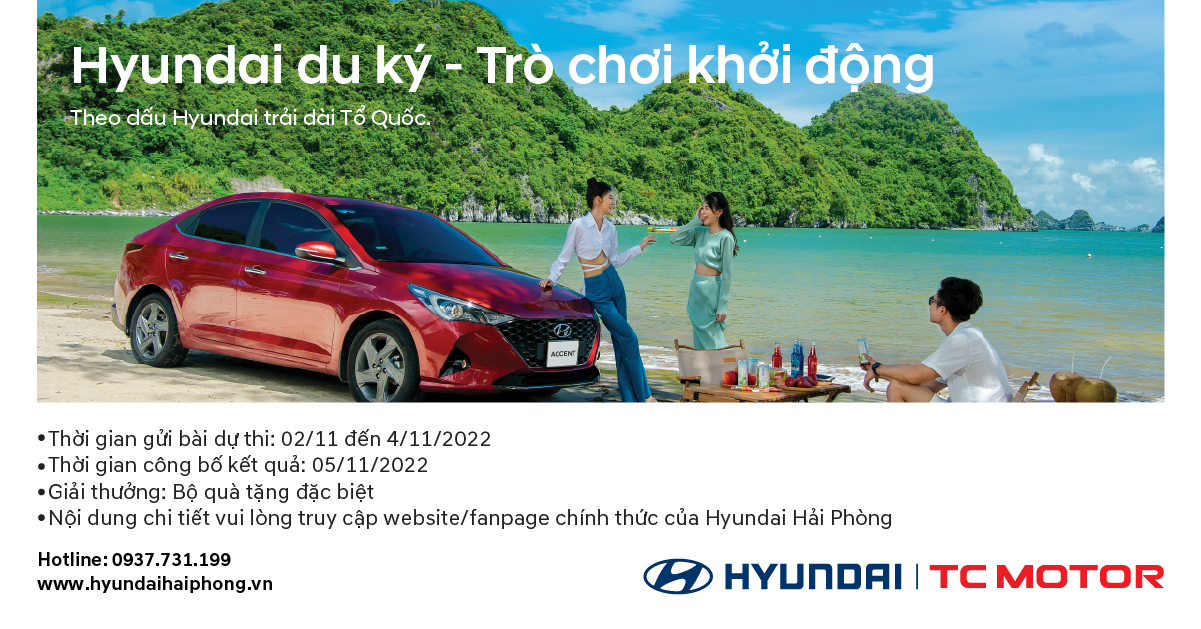 Hyundai du ký - Trò chơi khởi động
Theo dấu Hyundai trải dài Tổ Quốc.
ACCENT
•Thời gian gửi bài dự thi: 02/11 đến 4/11/2022
•Thời gian công bố kết quả: 05/11/2022
•Giải thưởng: Bộ quà tặng đặc biệt
•Nội dung chi tiết vui lòng truy cập website/fanpage chính thức của Hyundai Hải Phòng
Hotline: 0937.731.199
www.hyundaihaiphong.vn
HYUNDAI | TC MOTOR